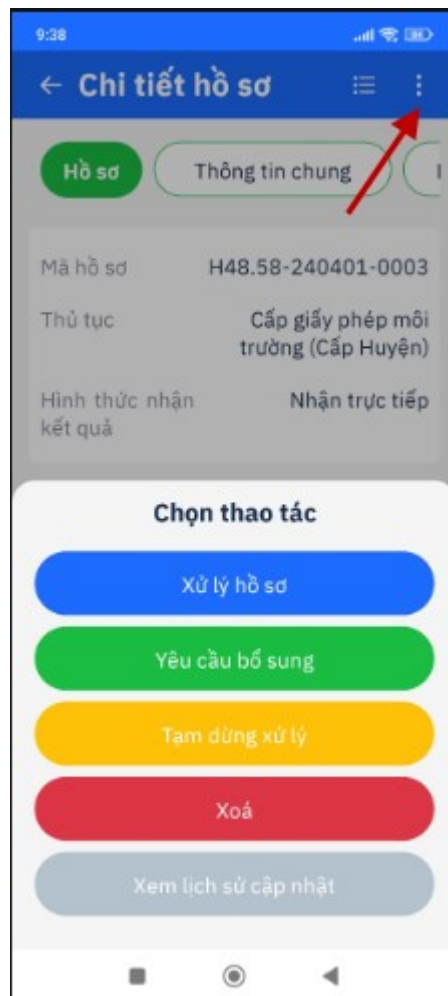 9:38
Chi tiết hồ sơ
Hồ sơ Thông tin chung
Mã hồ sơ H48.58-240401-0003
Thủ tục Cấp giấy phép môi
trường (Cấp Huyện)
Hình thức nhận Nhận trực tiếp
kết quả
Chọn thao tác
Xử lý hồ sơ
Yêu cầu bổ sung
Tạm dừng xử lý
Xoá
Xem lịch sử cập nhật